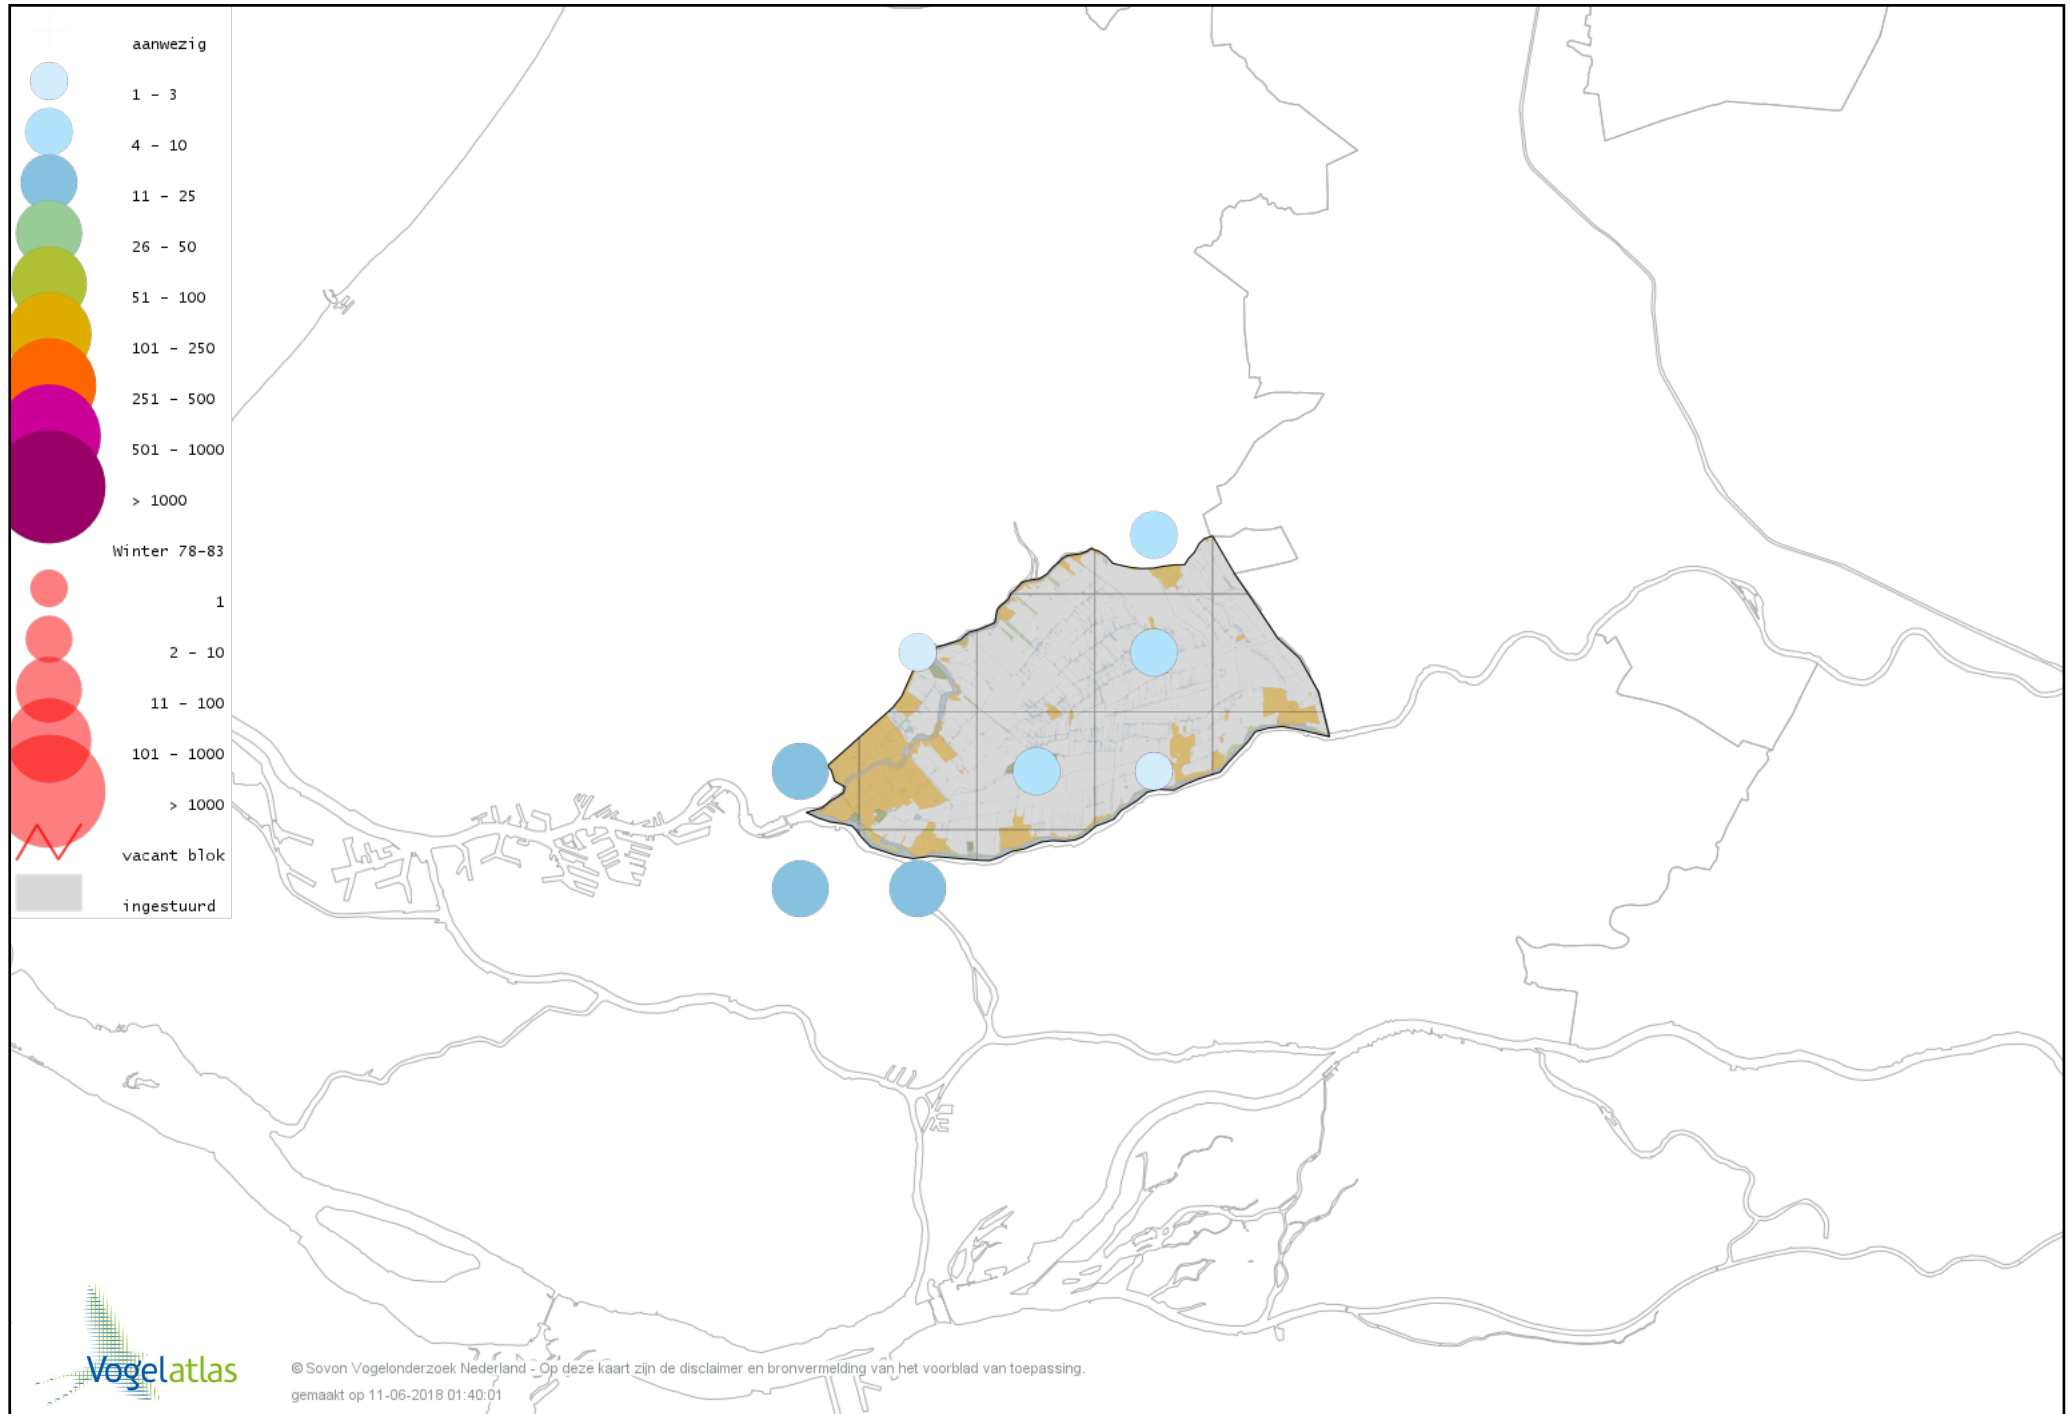 aanwezig
1 - 3
4 - 10
11 - 25
26 - 50
51 - 100
101 - 250
251 - 500
501 - 1000
> 1000
Winter 78-83
1
2 - 10
11 - 100
101 - 1000
> 1000
vacant blok
ingestuurd
Vogelatlas
© Sovon Vogelonderzoek Nederland - Op deze kaart zijn de disclaimer en bronvermelding van het voorblad van toepassing.
gemaakt op 11-06-2018 01:40:01